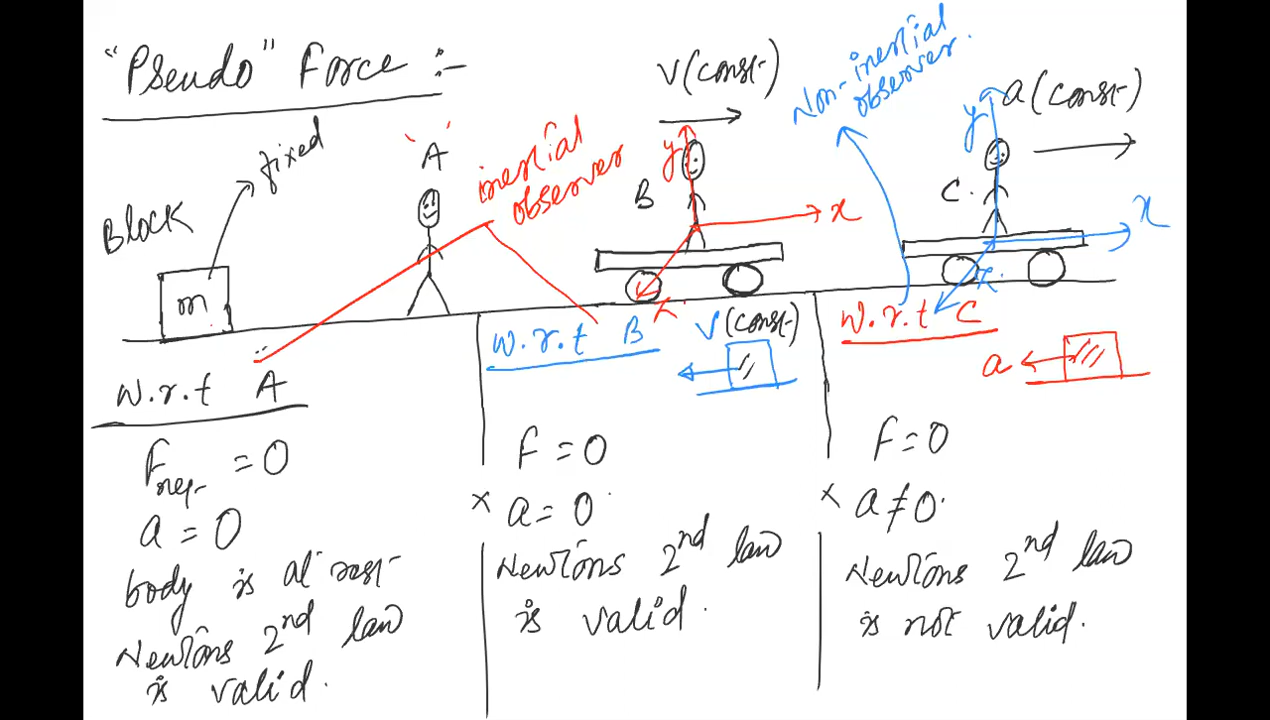 "Pseudo" Force :-
Block
fixed
m
'A'
inertial
observer
V(const-)
B
y
x
z
Non-inertial
observer.
a(const-)
C.
y
x
z.
W.r.t A
Fnep- = 0
a = 0
body is at rest-
Newtons 2nd law
is valid.
W.r.t B
V(const-)
F = 0
x a = 0
Newtons 2nd law
is valid.
W.r.t C
a
F = 0
x a ≠ 0.
Newtons 2nd law
is not valid.